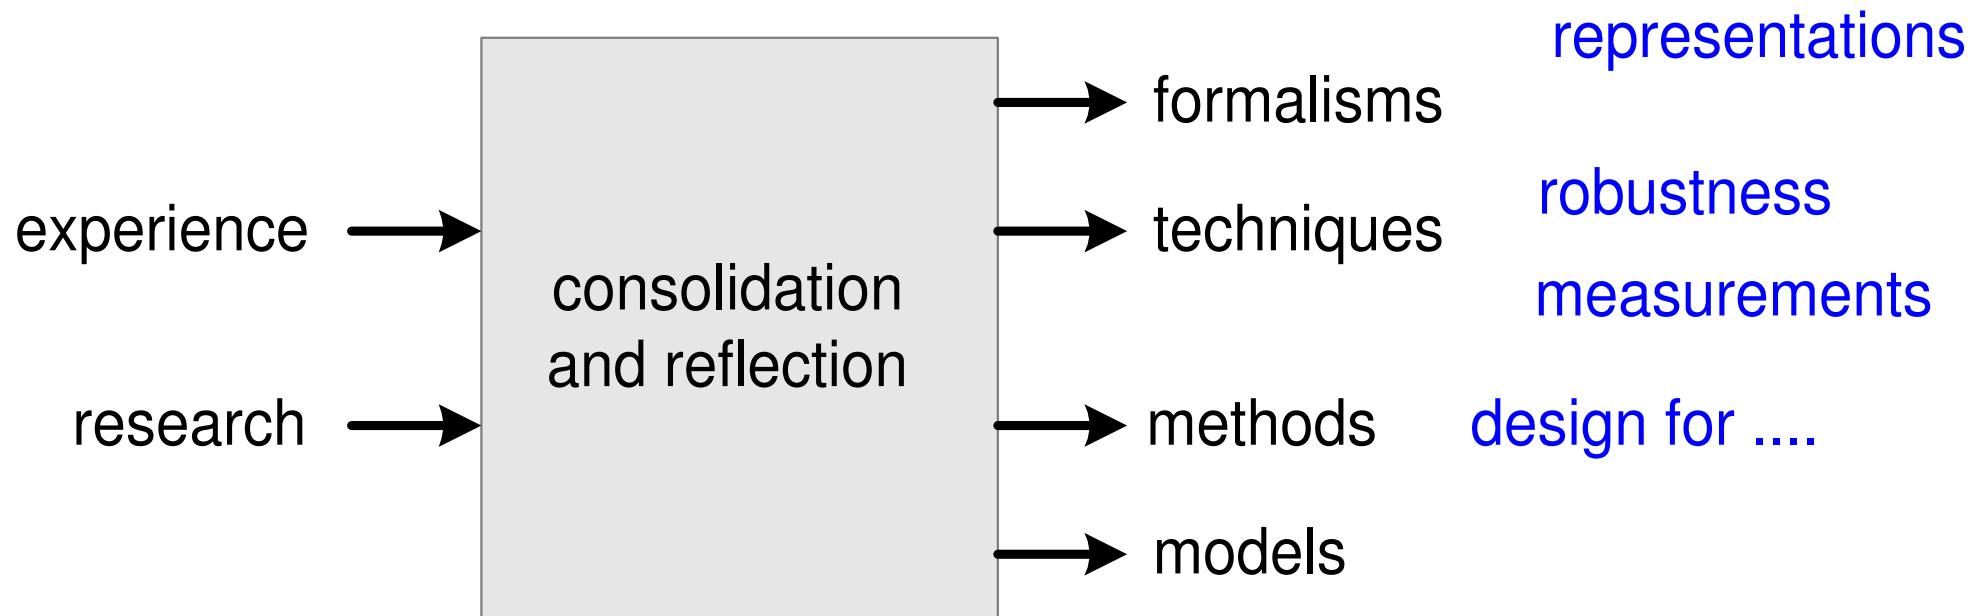 representations
formalisms
robustness
experience
techniques
consolidation
and reflection
measurements
research
methods
design for ....
models